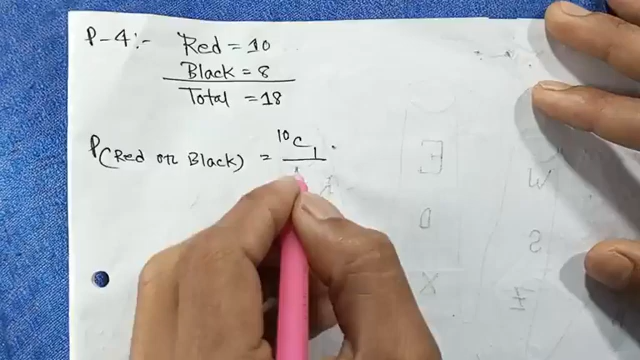 P-4:- Red = 10
Black = 8
Total = 18
P(Red or Black) = ¹⁰C₁